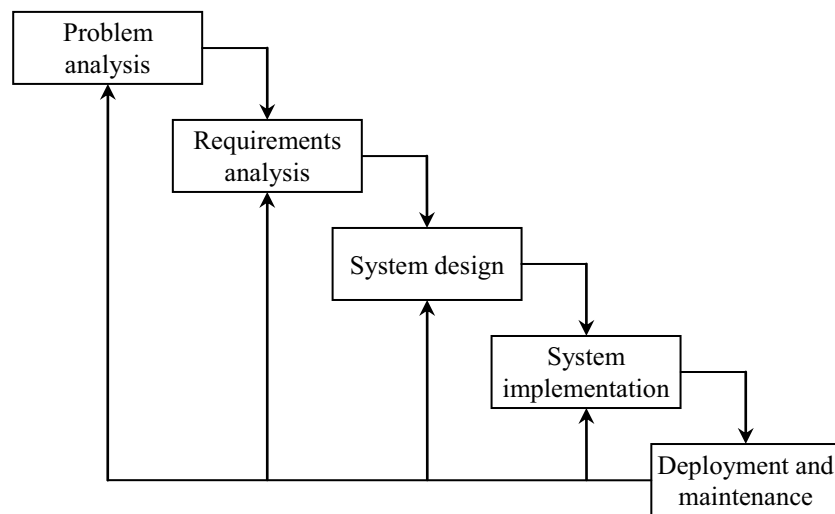 Problem
analysis
Requirements
analysis
System design
System
implementation
Deployment and
maintenance